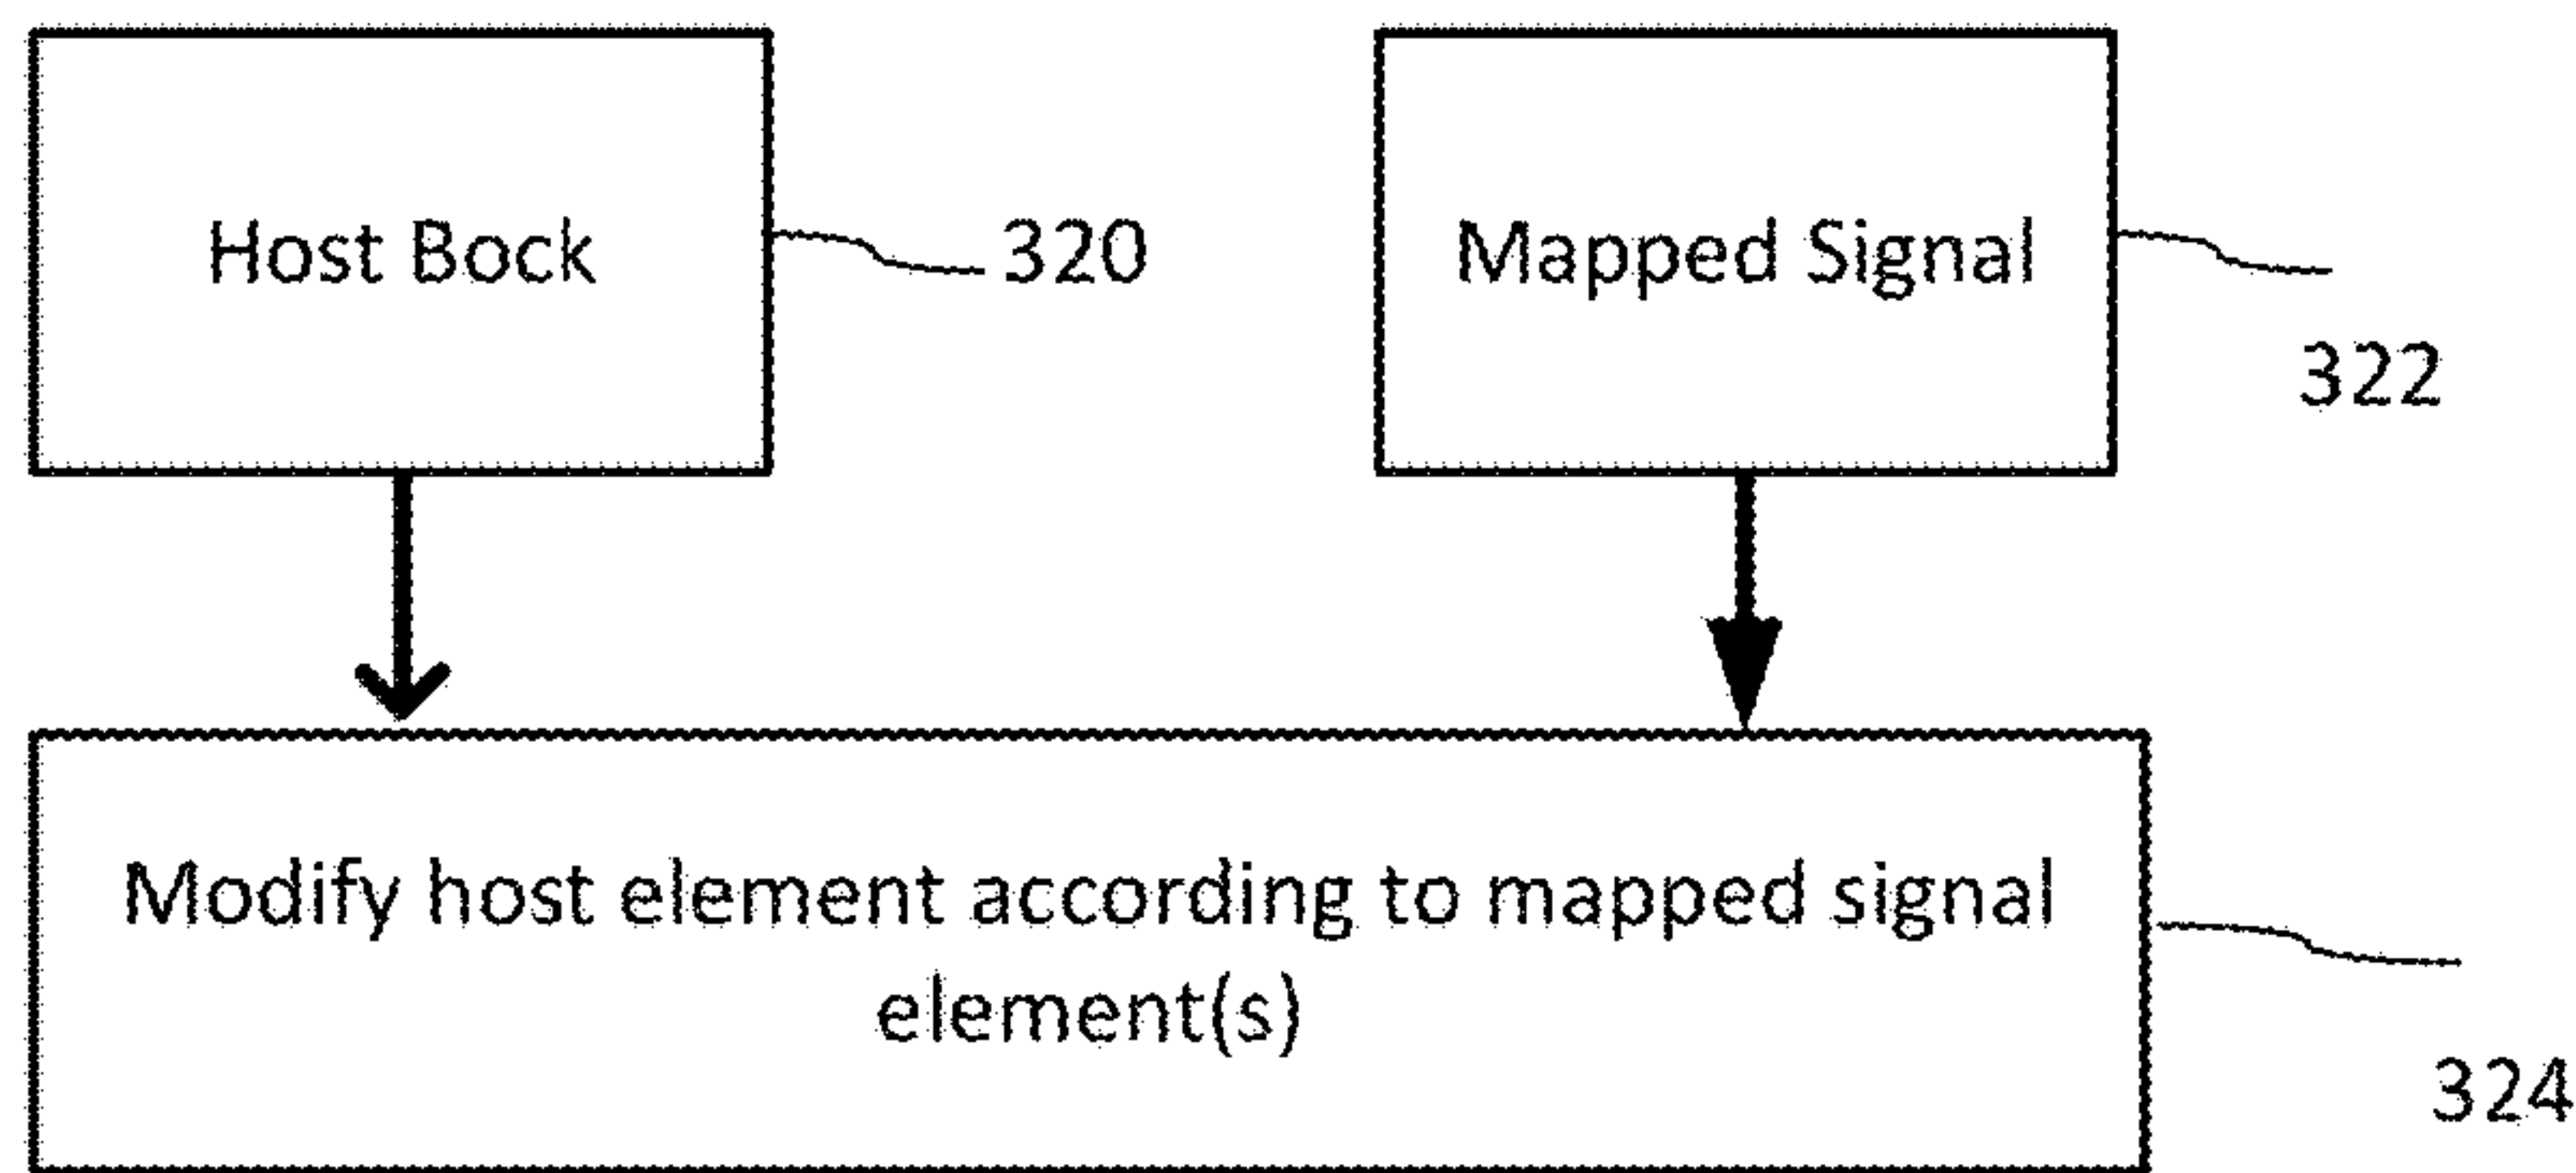 Host Bock
320
Mapped Signal
322
Modify host element according to mapped signal
element(s)
324